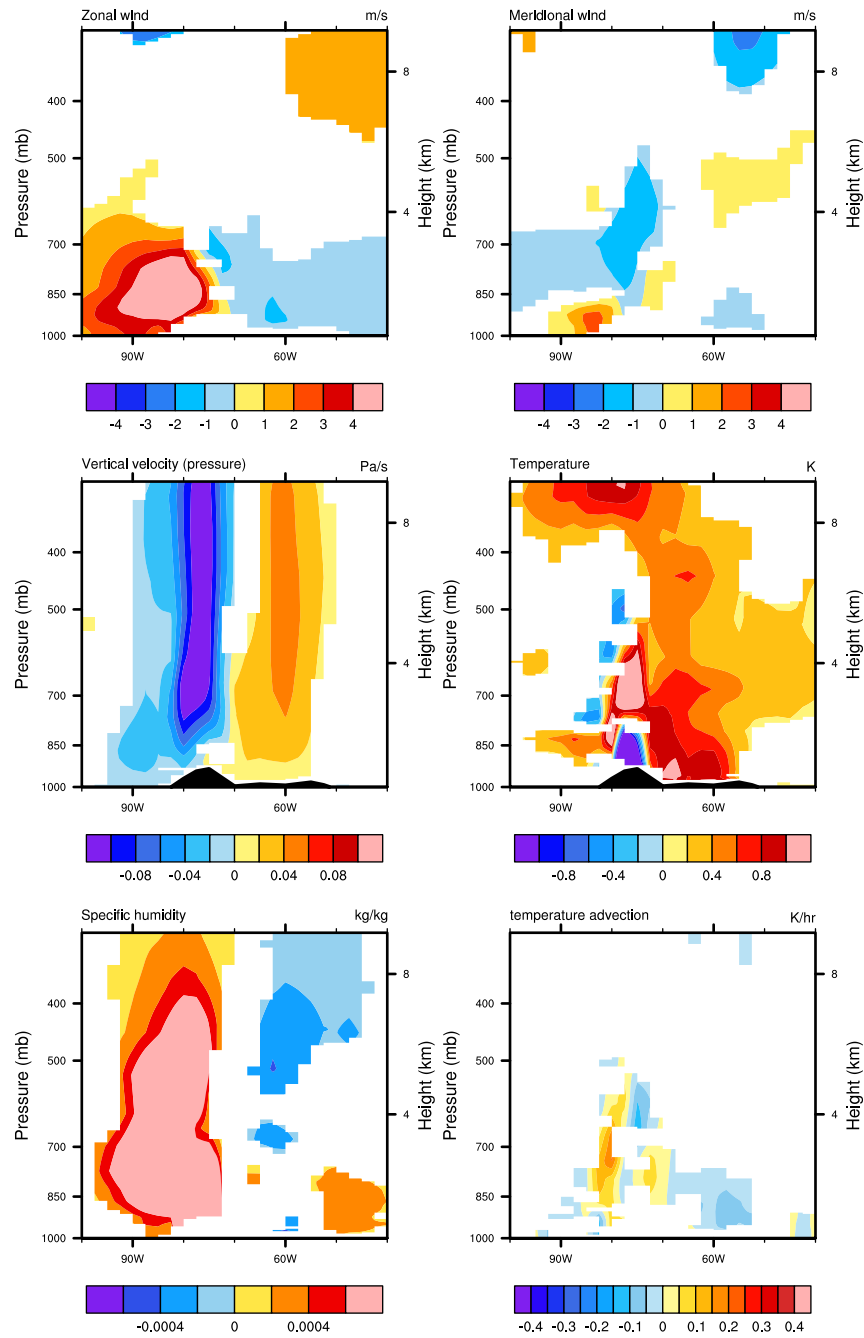 Zonal wind m/s
Pressure (mb)
400
500
700
850
1000
8
4
Height (km)
90W 60W
-4 -3 -2 -1 0 1 2 3 4
Meridional wind m/s
Pressure (mb)
400
500
700
850
1000
8
4
Height (km)
90W 60W
-4 -3 -2 -1 0 1 2 3 4
Vertical velocity (pressure) Pa/s
Pressure (mb)
400
500
700
850
1000
8
4
Height (km)
90W 60W
-0.08 -0.04 0 0.04 0.08
Temperature K
Pressure (mb)
400
500
700
850
1000
8
4
Height (km)
90W 60W
-0.8 -0.4 0 0.4 0.8
Specific humidity kg/kg
Pressure (mb)
400
500
700
850
1000
8
4
Height (km)
90W 60W
-0.0004 0 0.0004
temperature advection K/hr
Pressure (mb)
400
500
700
850
1000
8
4
Height (km)
90W 60W
-0.4 -0.3 -0.2 -0.1 0 0.1 0.2 0.3 0.4